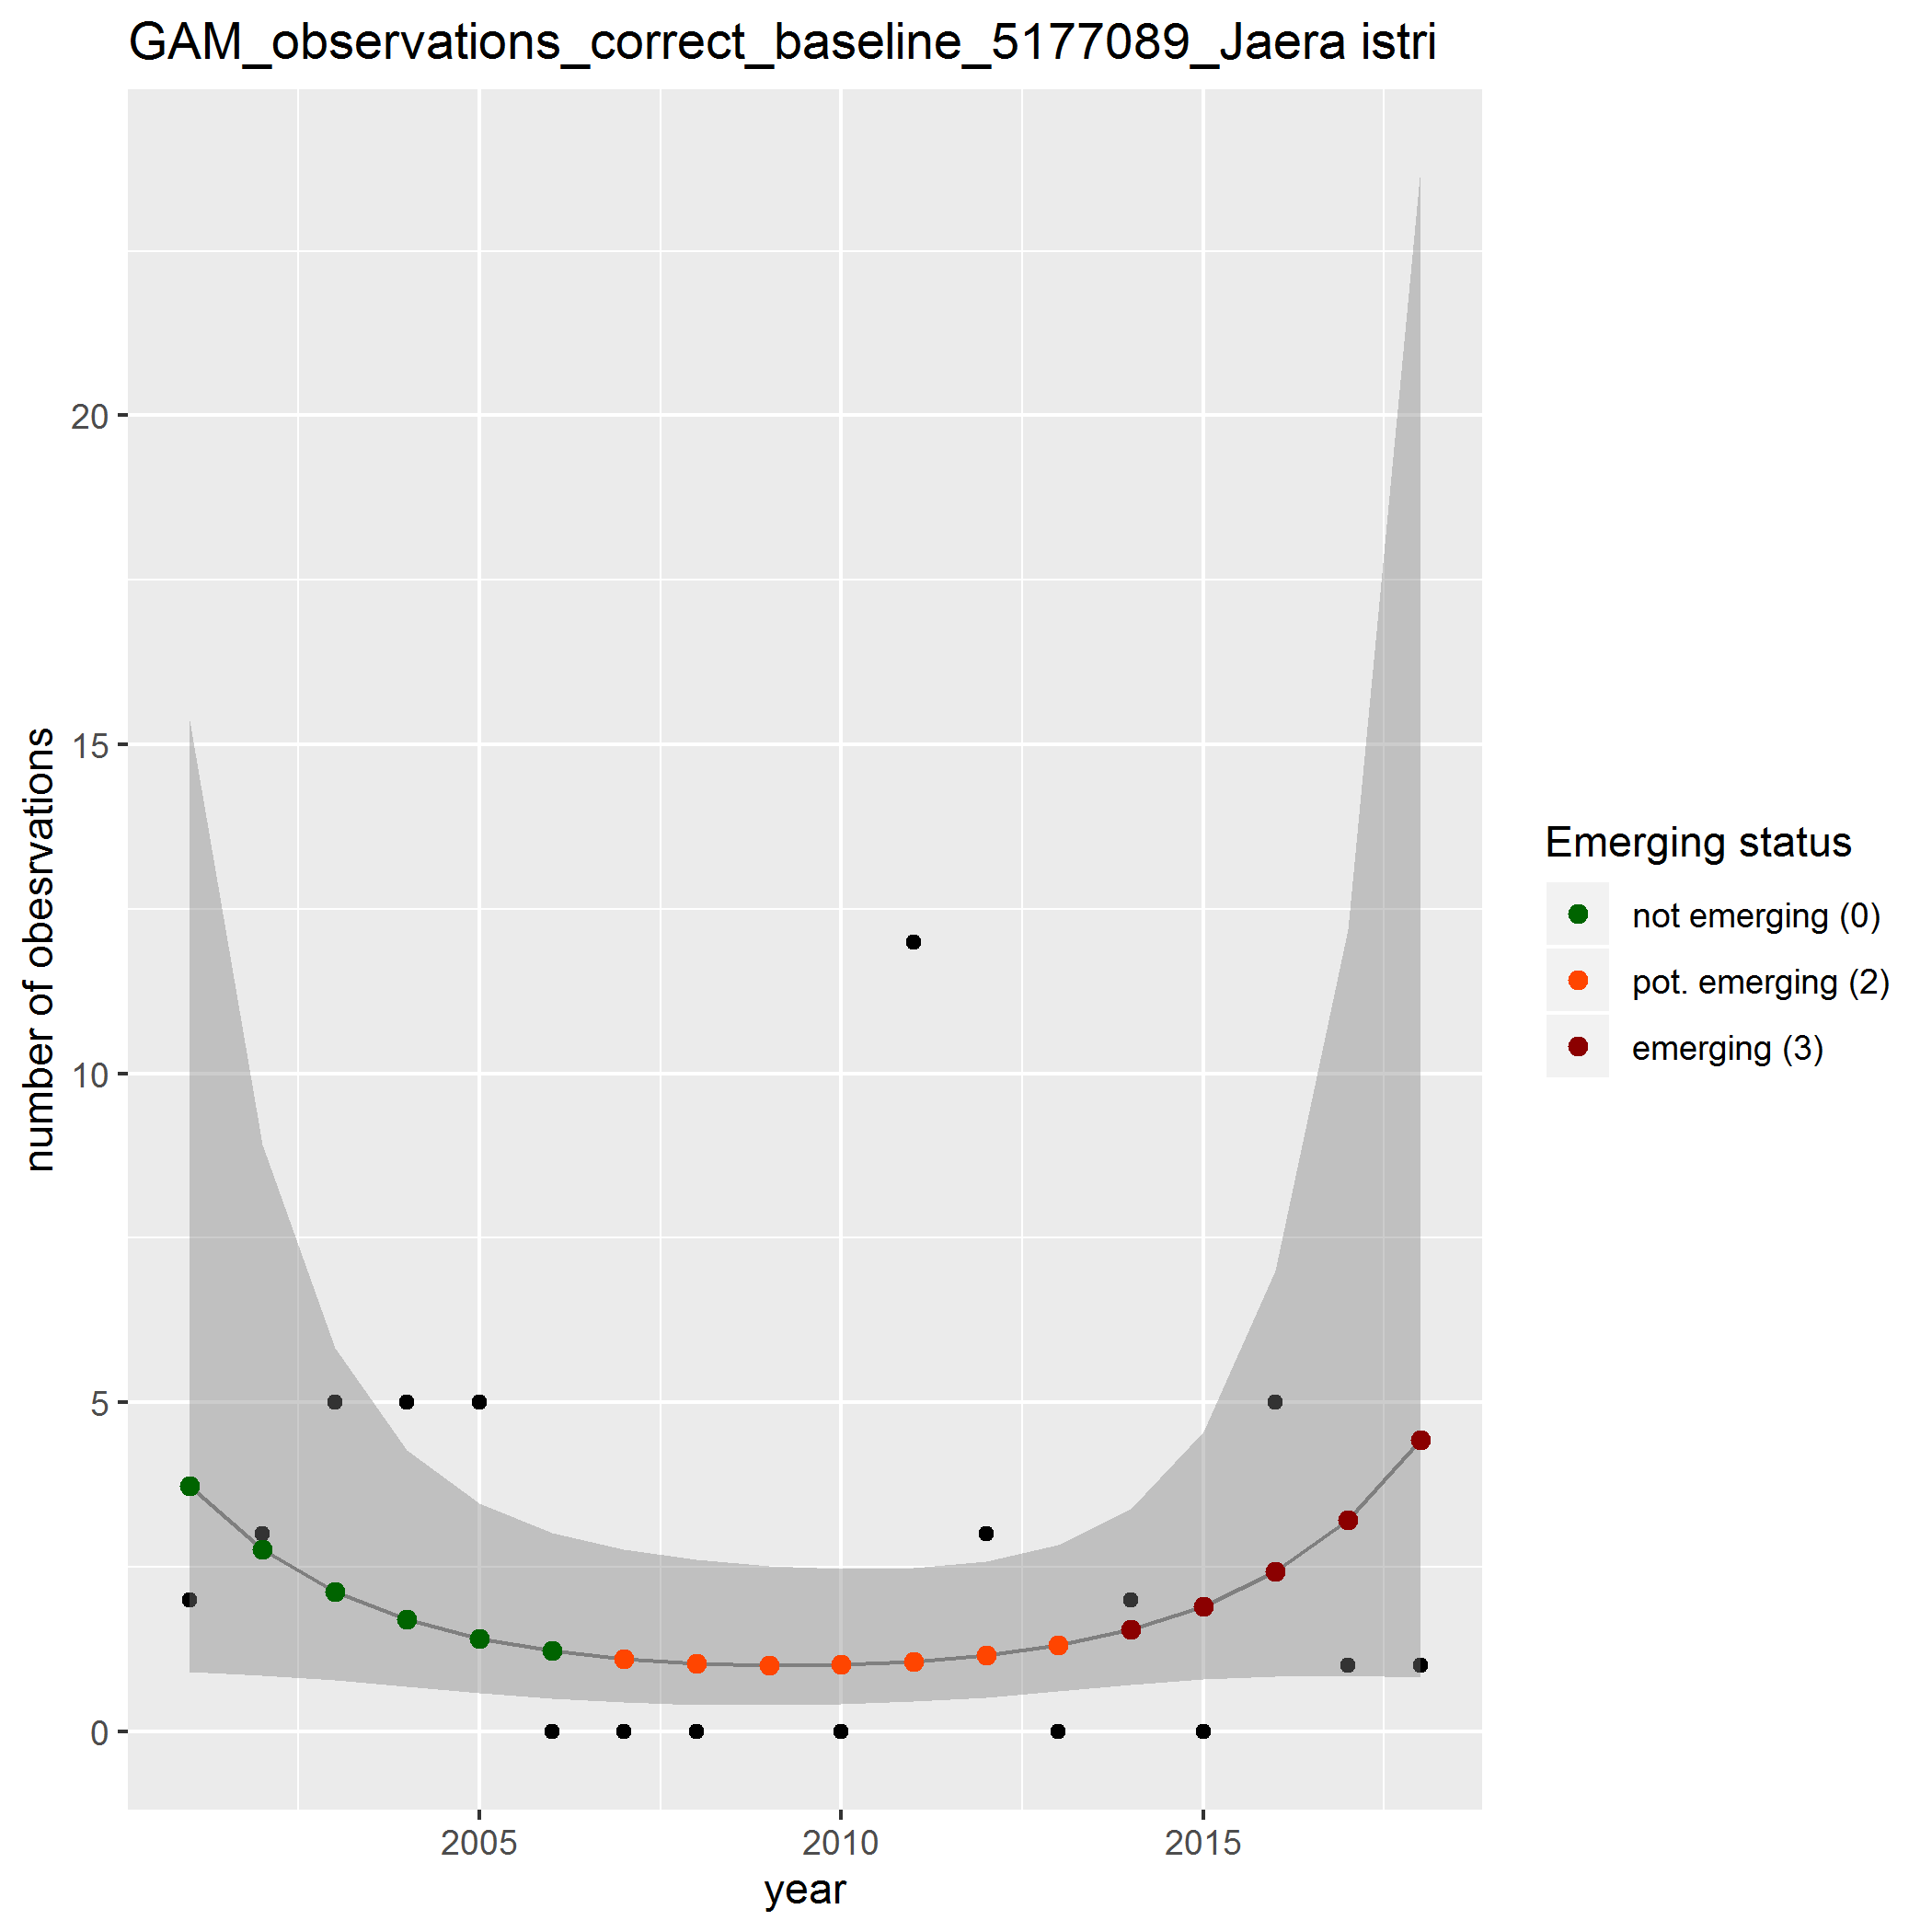 GAM_observations_correct_baseline_5177089_Jaera istri
number of obesrvations
20
15
10
5
0
2005
2010
2015
year
Emerging status
not emerging (0)
pot. emerging (2)
emerging (3)